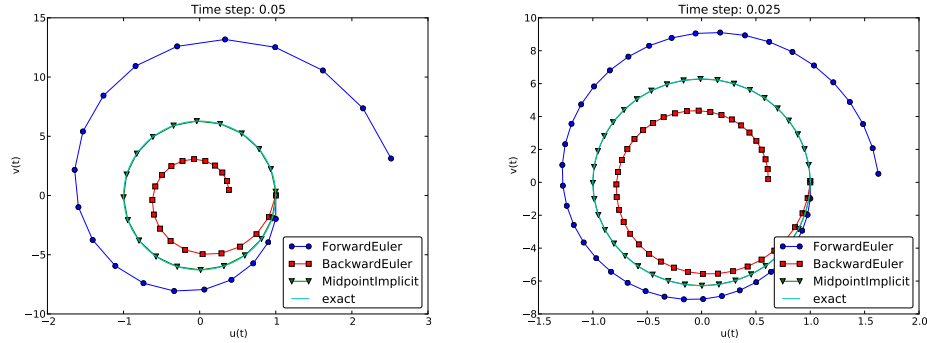 Time step: 0.05
15
10
5
0
−5
−10
v(t)
−2
−1
0
1
2
3
u(t)
ForwardEuler
BackwardEuler
MidpointImplicit
exact
Time step: 0.025
10
8
6
4
2
0
−2
−4
−6
−8
v(t)
−1.5
−1.0
−0.5
0.0
0.5
1.0
1.5
2.0
u(t)
ForwardEuler
BackwardEuler
MidpointImplicit
exact